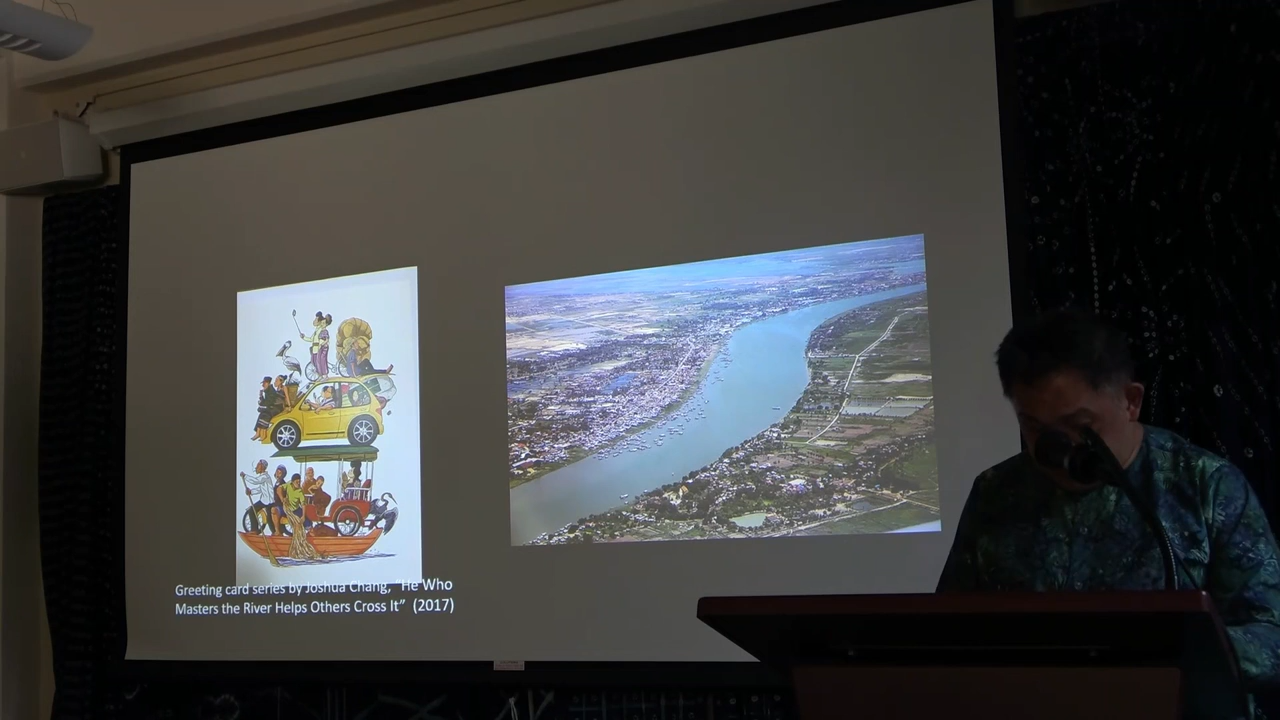 Greeting card series by Joshua Chang, "He Who
Masters the River Helps Others Cross It" (2017)